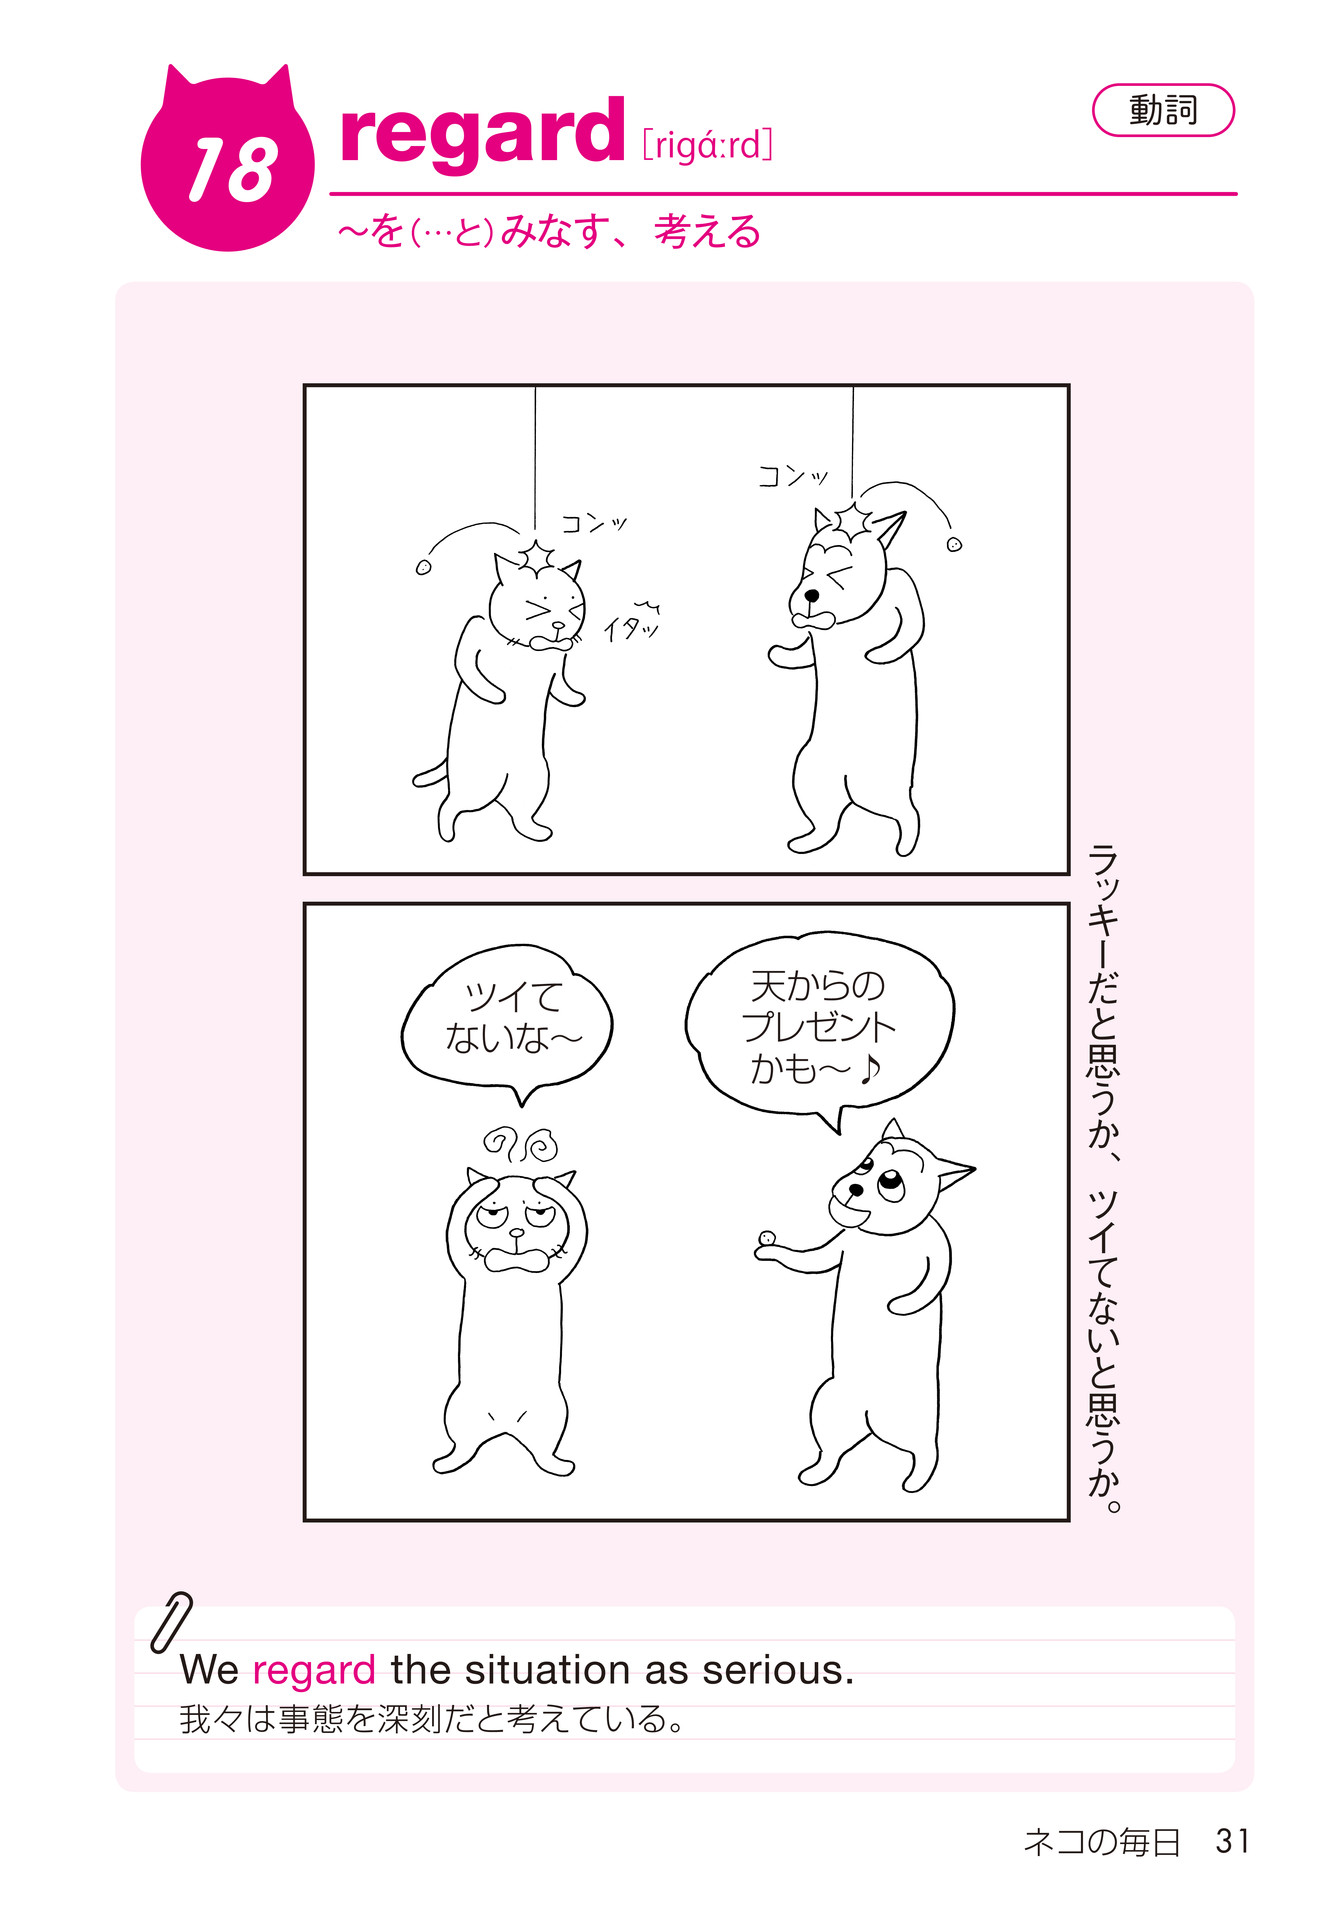 18
regard [rigáːrd]
動詞
～を(…と)みなす、考える
コンッ
コンッ
イタッ
ツイて
ないな～
天からの
プレゼント
かも～♪
ラッキーだと思うか、ツイてないと思うか。
We regard the situation as serious.
我々は事態を深刻だと考えている。
ネコの毎日 31